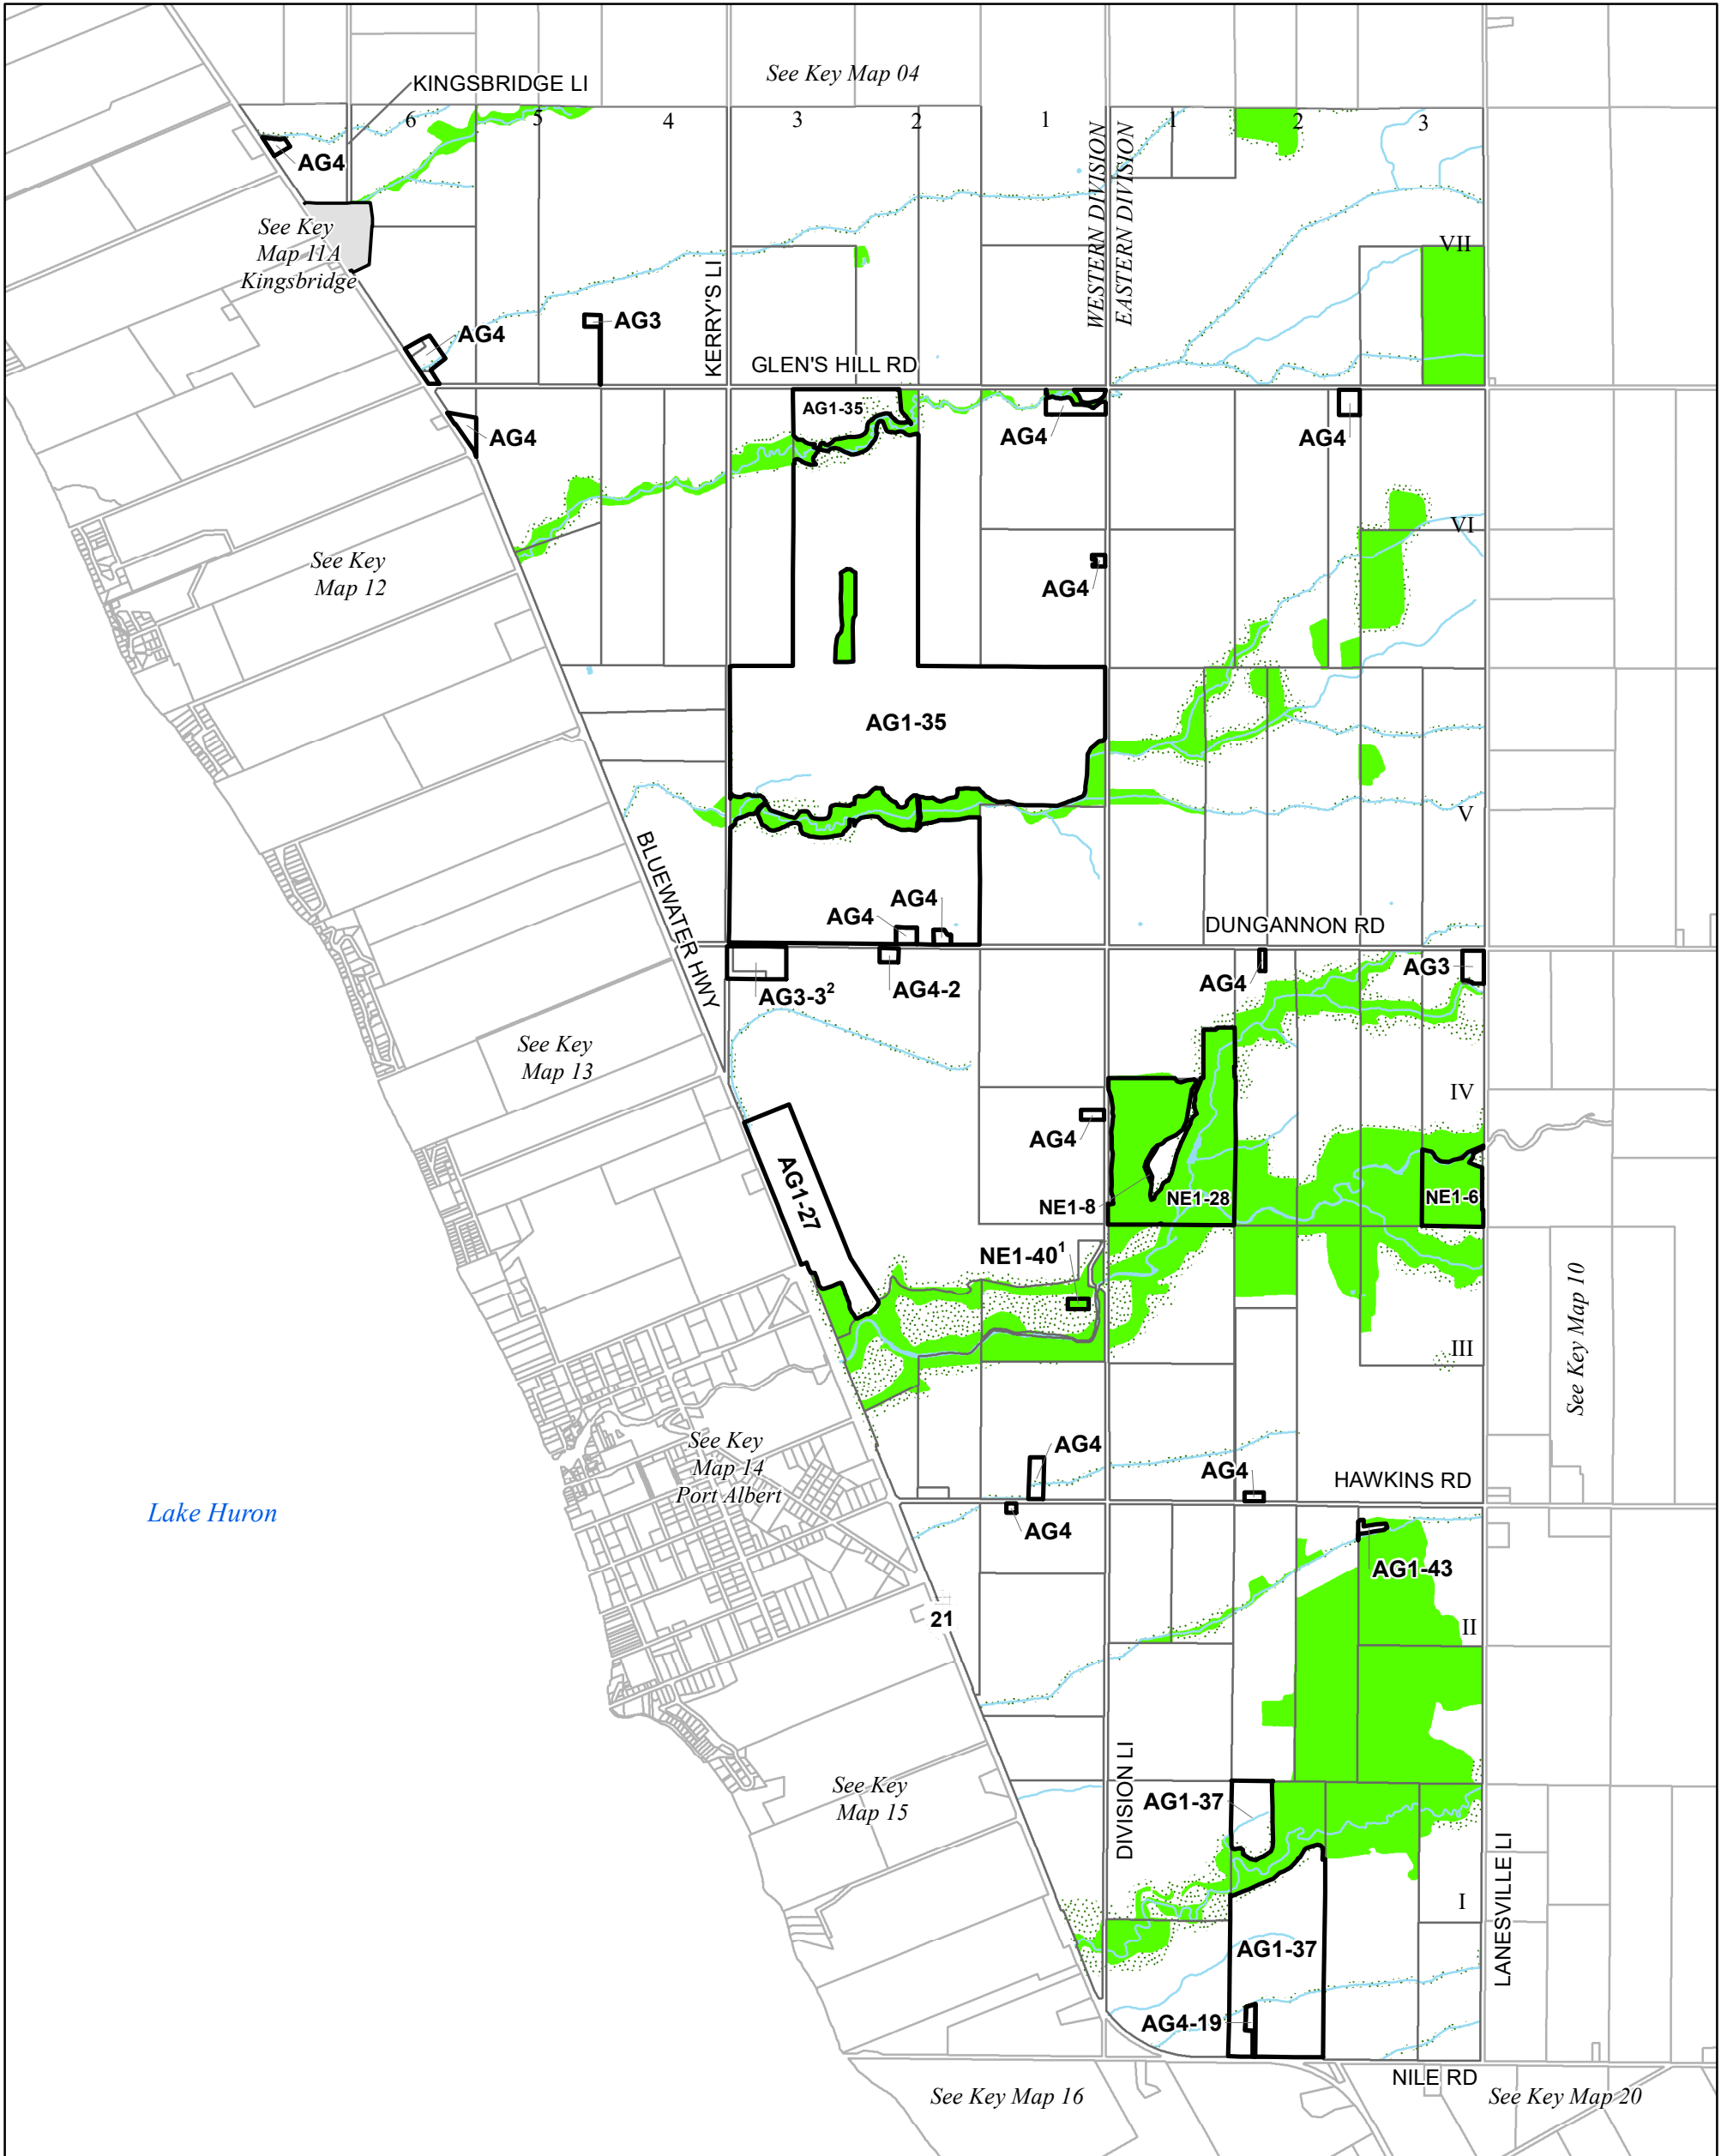 See Key Map 04
KINGSBRIDGE LI
6
5
4
3
2
1
1
2
3
WESTERN DIVISION
EASTERN DIVISION
AG4
See Key
Map 11A
Kingsbridge
VII
KERRY'S LI
AG3
AG4
GLEN'S HILL RD
AG1-35
AG4
AG4
AG4
VI
See Key
Map 12
AG4
AG1-35
V
BLUEWATER HWY
AG4
AG4
DUNGANNON RD
AG3-3²
AG4-2
AG4
AG3
See Key
Map 13
IV
AG4
AG1-27
NE1-8
NE1-28
NE1-6
NE1-40¹
See Key Map 10
III
See Key
Map 14
Port Albert
AG4
AG4
HAWKINS RD
Lake Huron
AG4
AG1-43
21
II
DIVISION LI
See Key
Map 15
AG1-37
LANESVILLE LI
I
AG1-37
AG4-19
NILE RD
See Key Map 16
See Key Map 20